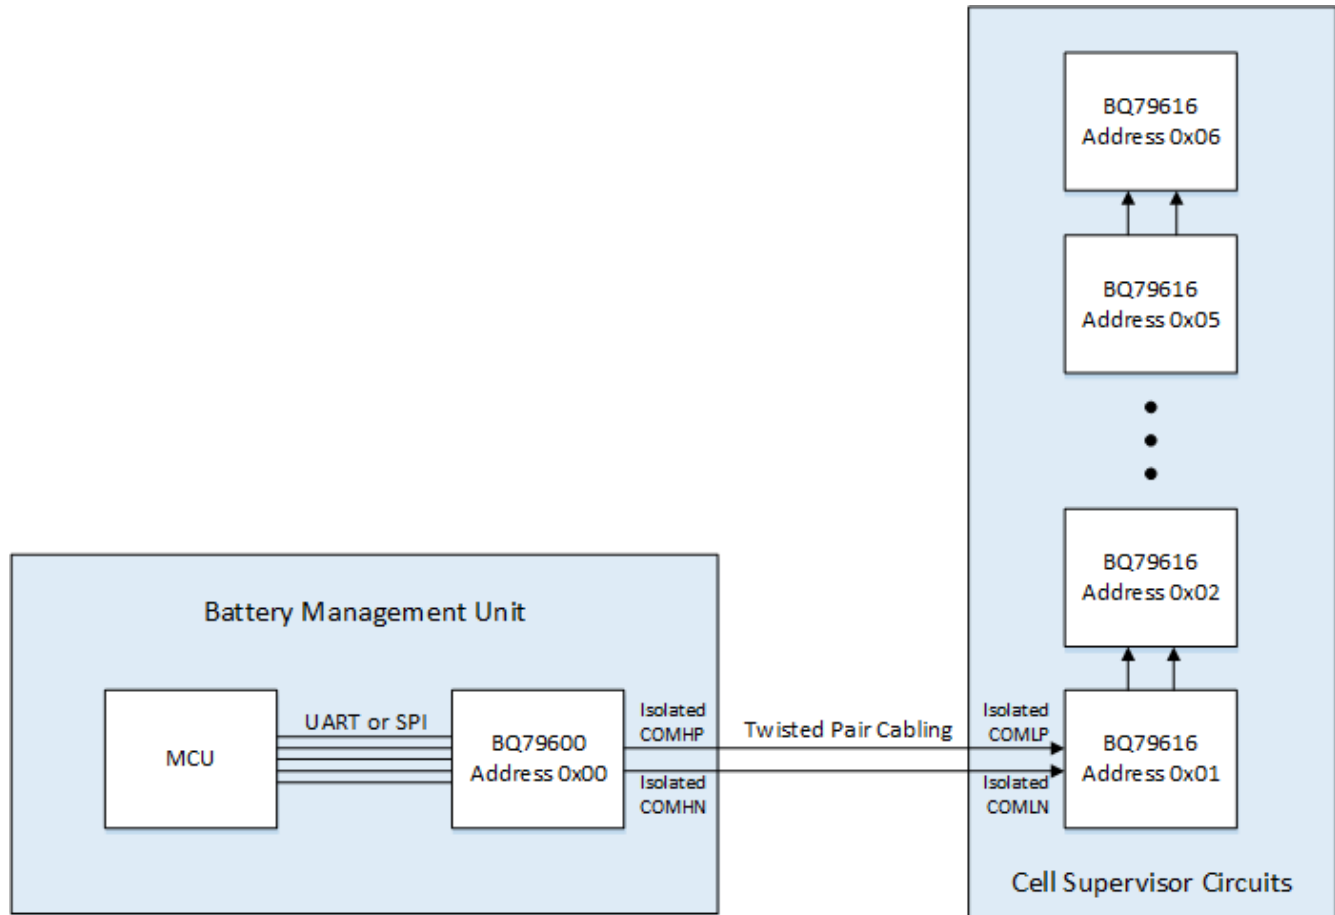 BQ79616
Address 0x06
BQ79616
Address 0x05
BQ79616
Address 0x02
Battery Management Unit
MCU
UART or SPI
BQ79600
Address 0x00
Isolated
COMHP
Isolated
COMHN
Twisted Pair Cabling
Isolated
COMLP
Isolated
COMLN
BQ79616
Address 0x01
Cell Supervisor Circuits